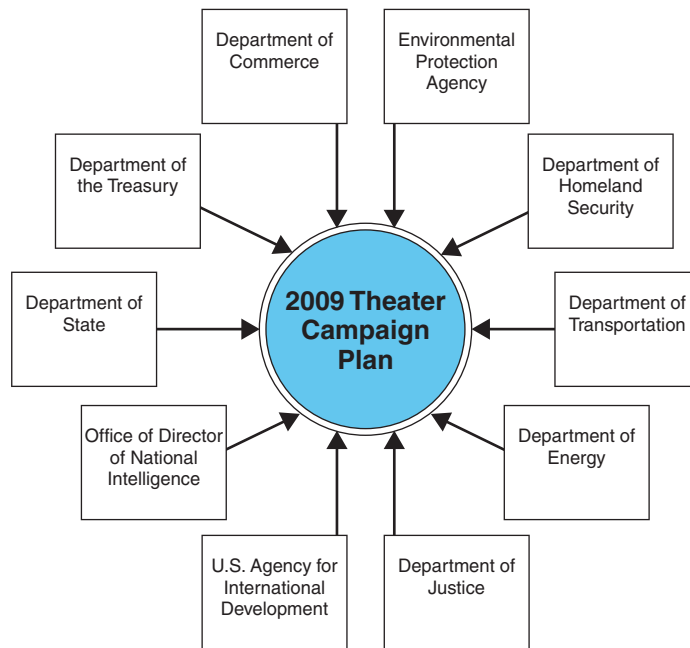 Department of
Commerce
Environmental
Protection
Agency
Department of
the Treasury
Department of
Homeland
Security
2009 Theater
Campaign
Plan
Department of
State
Department of
Transportation
Office of Director
of National
Intelligence
Department of
Energy
U.S. Agency for
International
Development
Department of
Justice